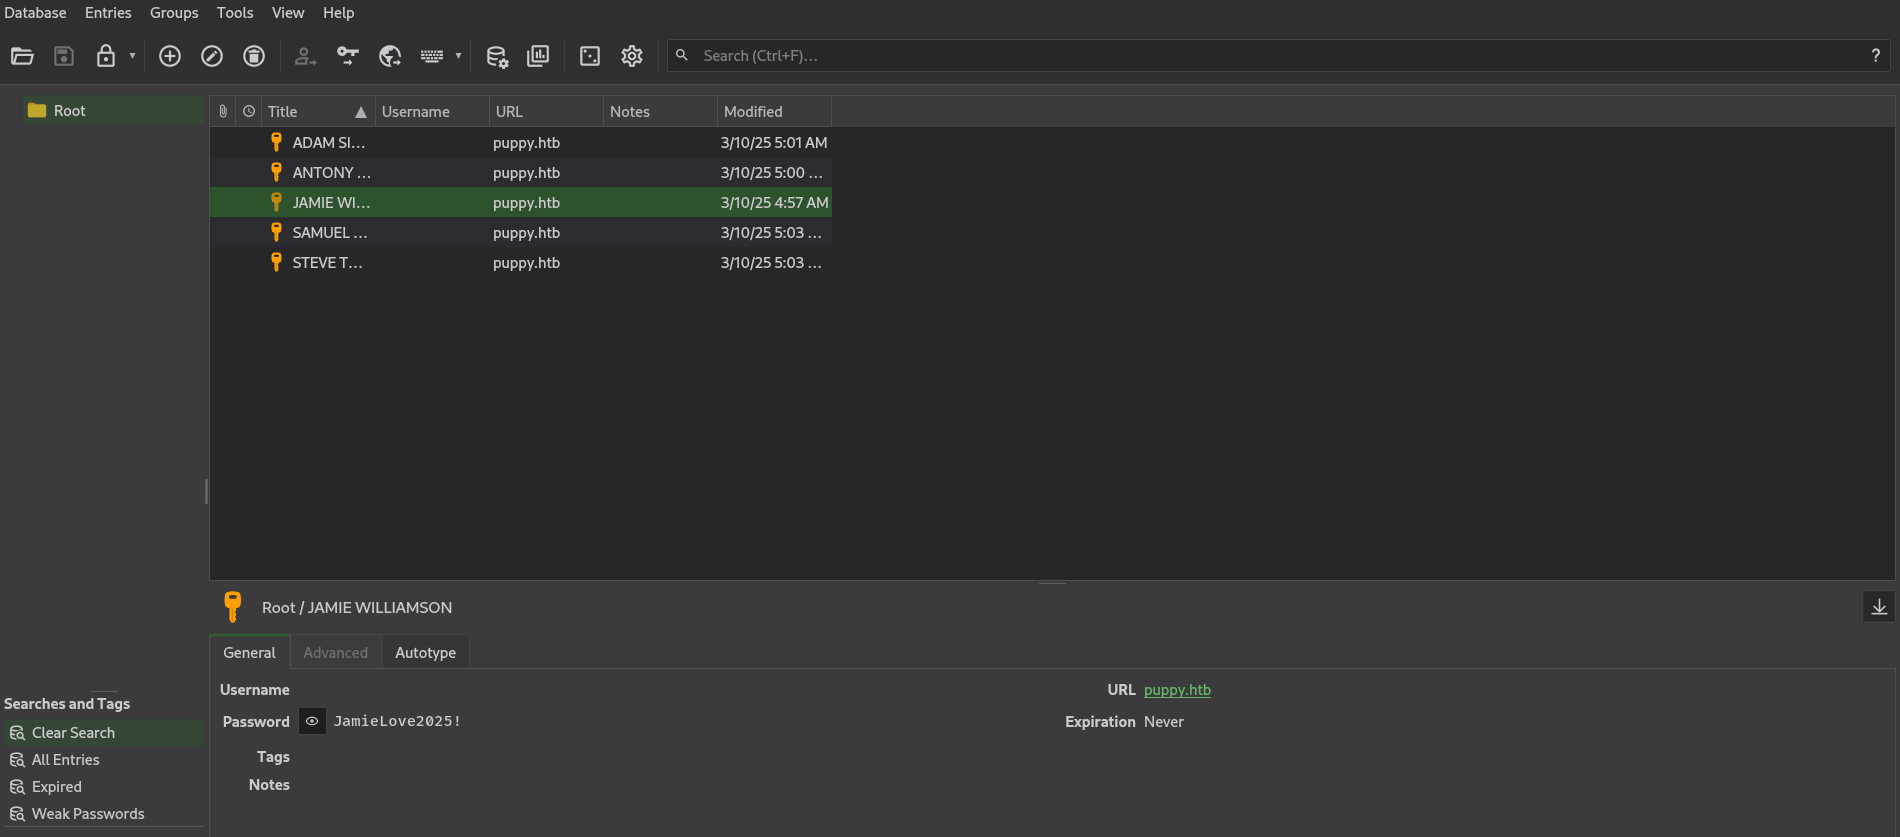 Database Entries Groups Tools View Help
Search (Ctrl+F)... ?
Root
Title Username URL Notes Modified
ADAM SI... puppy.htb 3/10/25 5:01 AM
ANTONY ... puppy.htb 3/10/25 5:00 ...
JAMIE WI... puppy.htb 3/10/25 4:57 AM
SAMUEL ... puppy.htb 3/10/25 5:03 ...
STEVE T... puppy.htb 3/10/25 5:03 ...
Root / JAMIE WILLIAMSON
General Advanced Autotype
Username URL puppy.htb
Password JamieLove2025! Expiration Never
Tags
Notes
Searches and Tags
Clear Search
All Entries
Expired
Weak Passwords